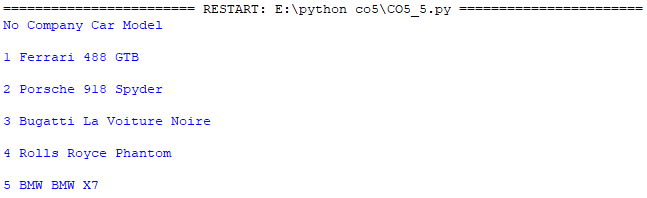 ======================== RESTART: E:\python co5\CO5_5.py =======================
No Company Car Model
1 Ferrari 488 GTB
2 Porsche 918 Spyder
3 Bugatti La Voiture Noire
4 Rolls Royce Phantom
5 BMW BMW X7